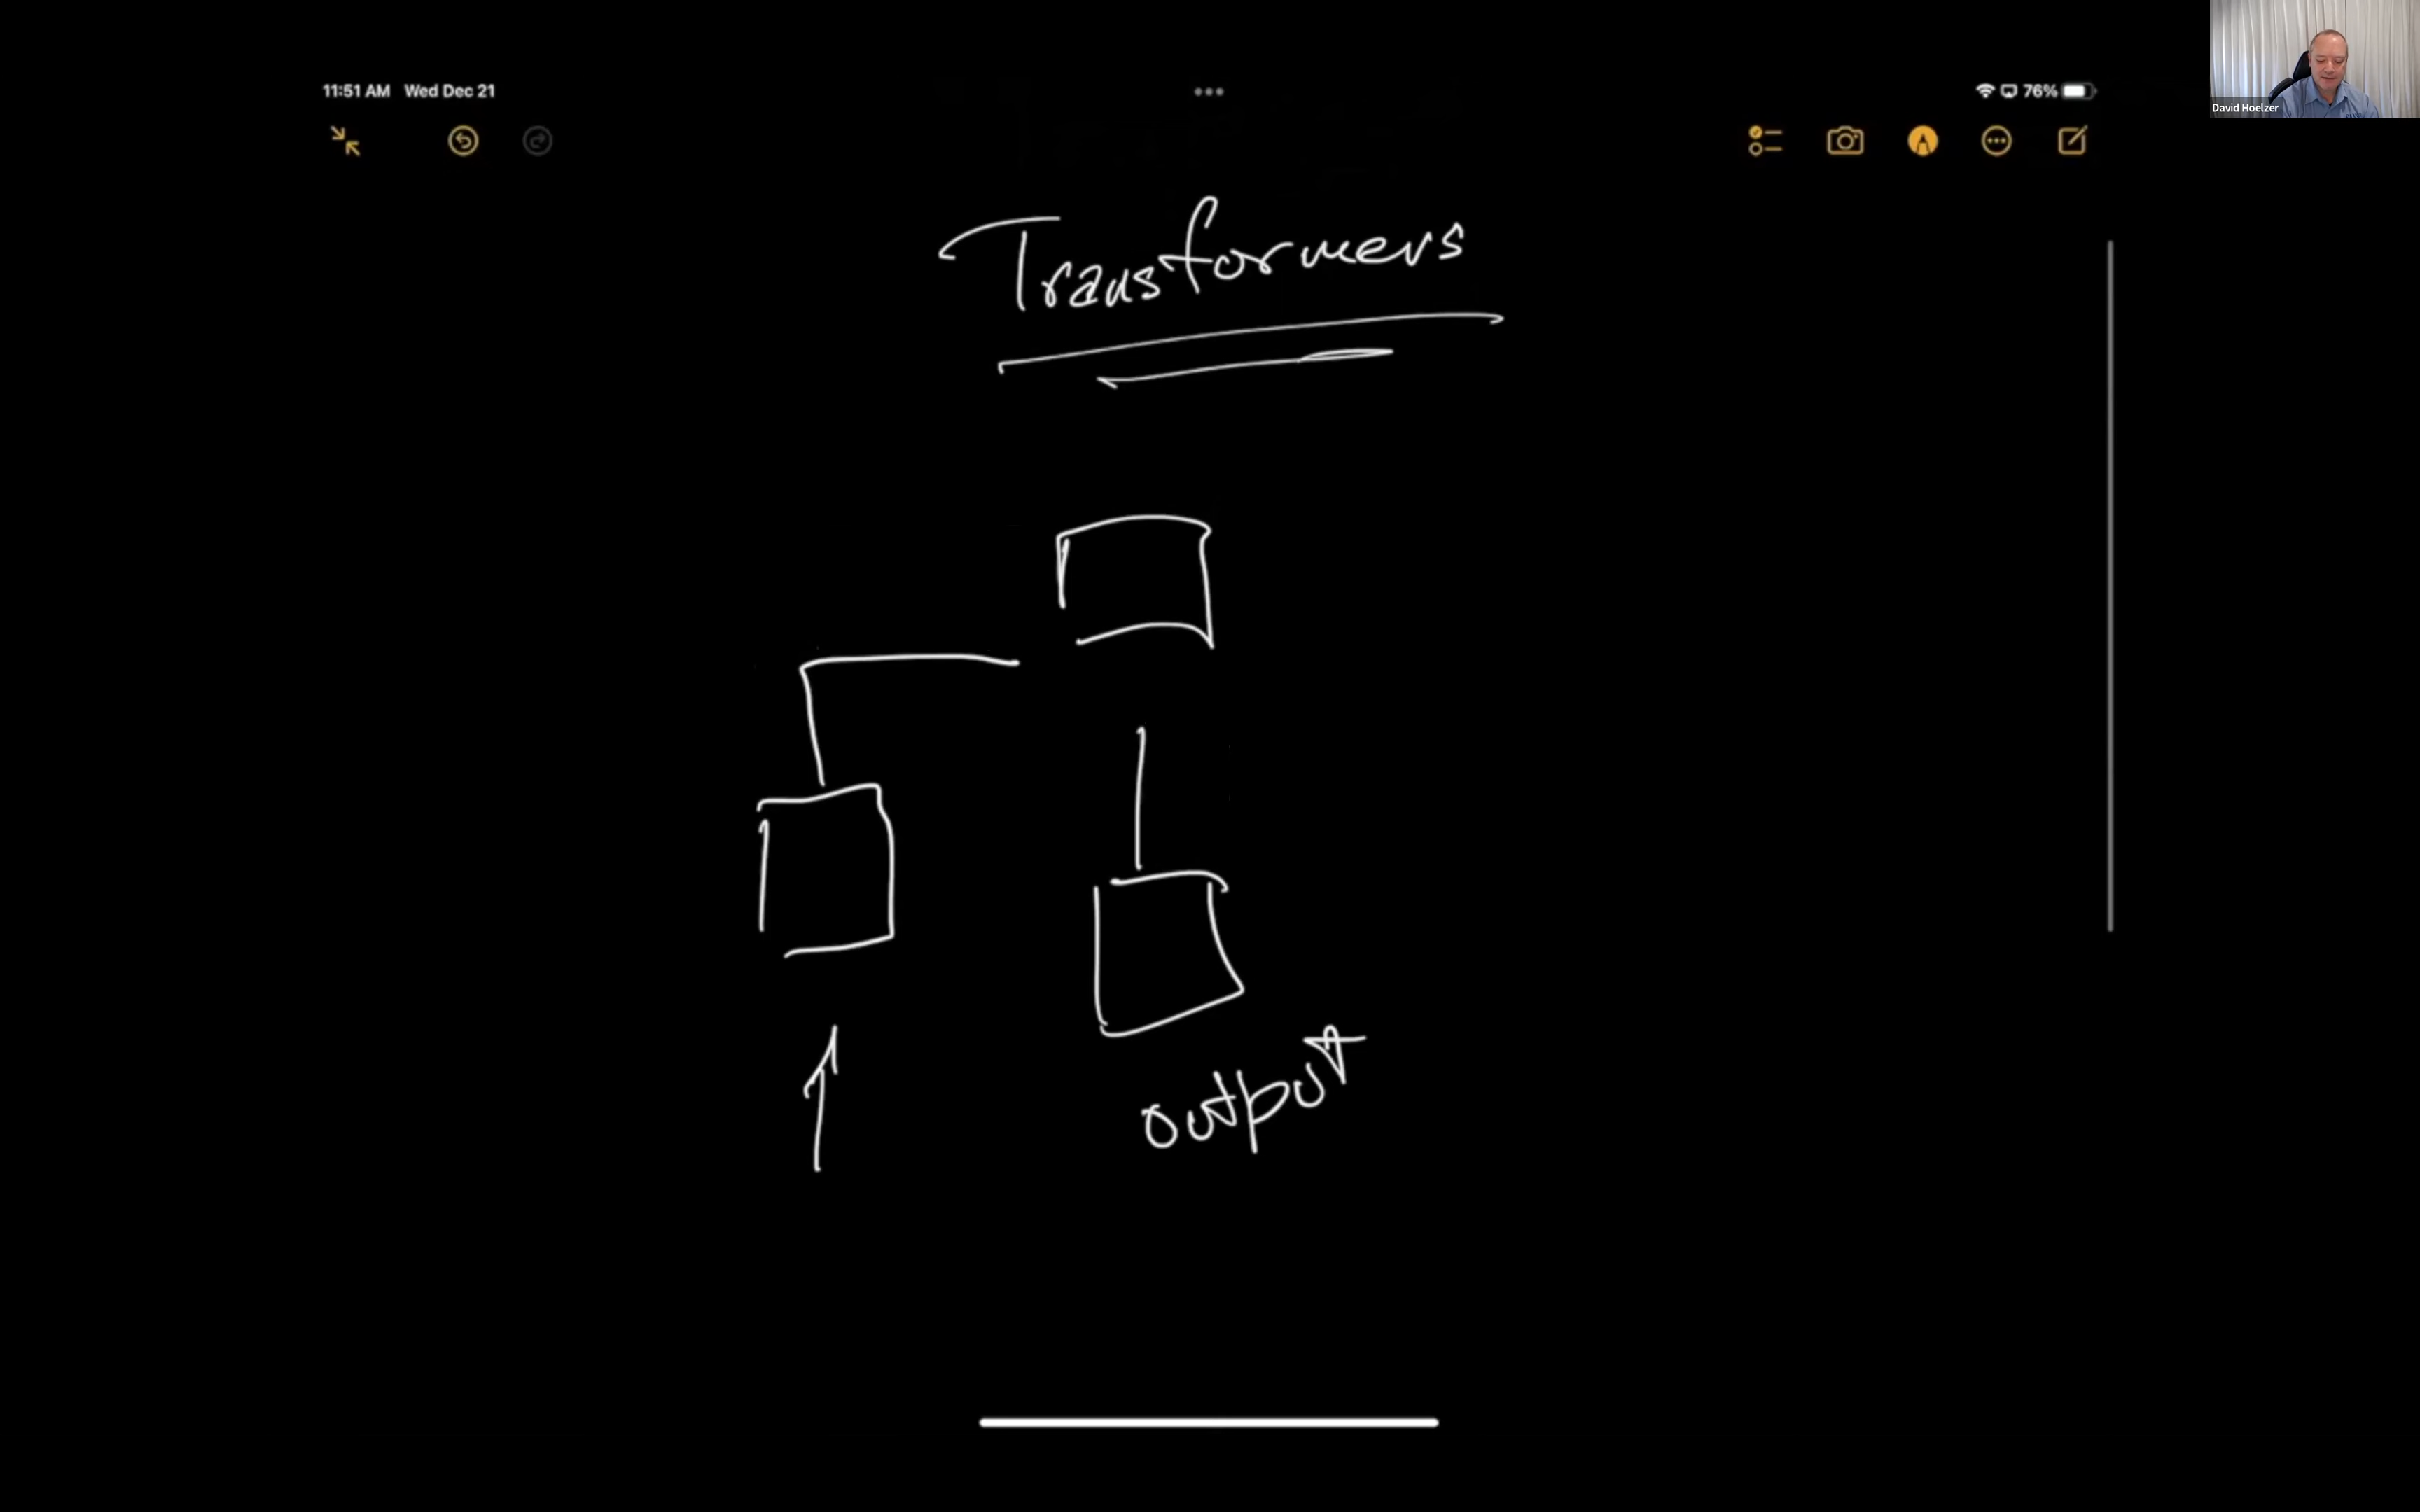 11:51 AM Wed Dec 21
76%
David Hoelzer
Transformers
output